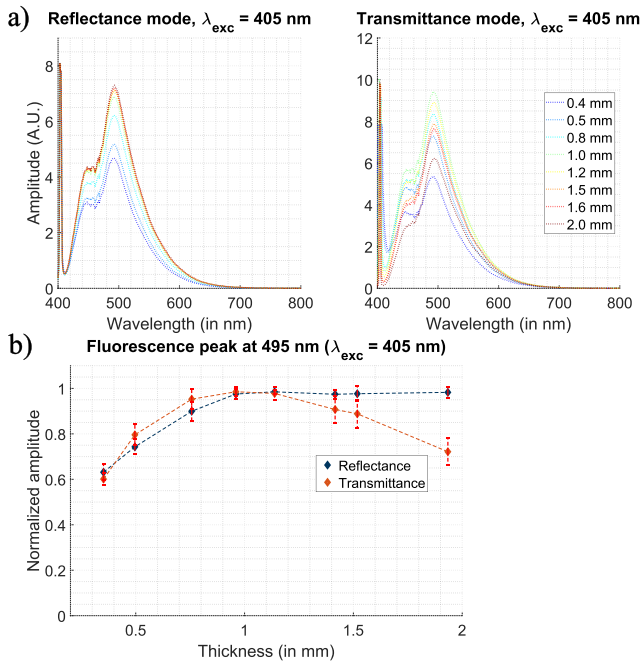 a)
Reflectance mode, λexc = 405 nm
Amplitude (A.U.)
8
6
4
2
0
400 500 600 700 800
Wavelength (in nm)
Transmittance mode, λexc = 405 nm
12
10
8
6
4
2
0
400 500 600 700 800
Wavelength (in nm)
0.4 mm
0.5 mm
0.8 mm
1.0 mm
1.2 mm
1.5 mm
1.6 mm
2.0 mm
b)
Fluorescence peak at 495 nm (λexc = 405 nm)
Normalized amplitude
1
0.8
0.6
0.4
0.2
0
0.5 1 1.5 2
Thickness (in mm)
Reflectance
Transmittance